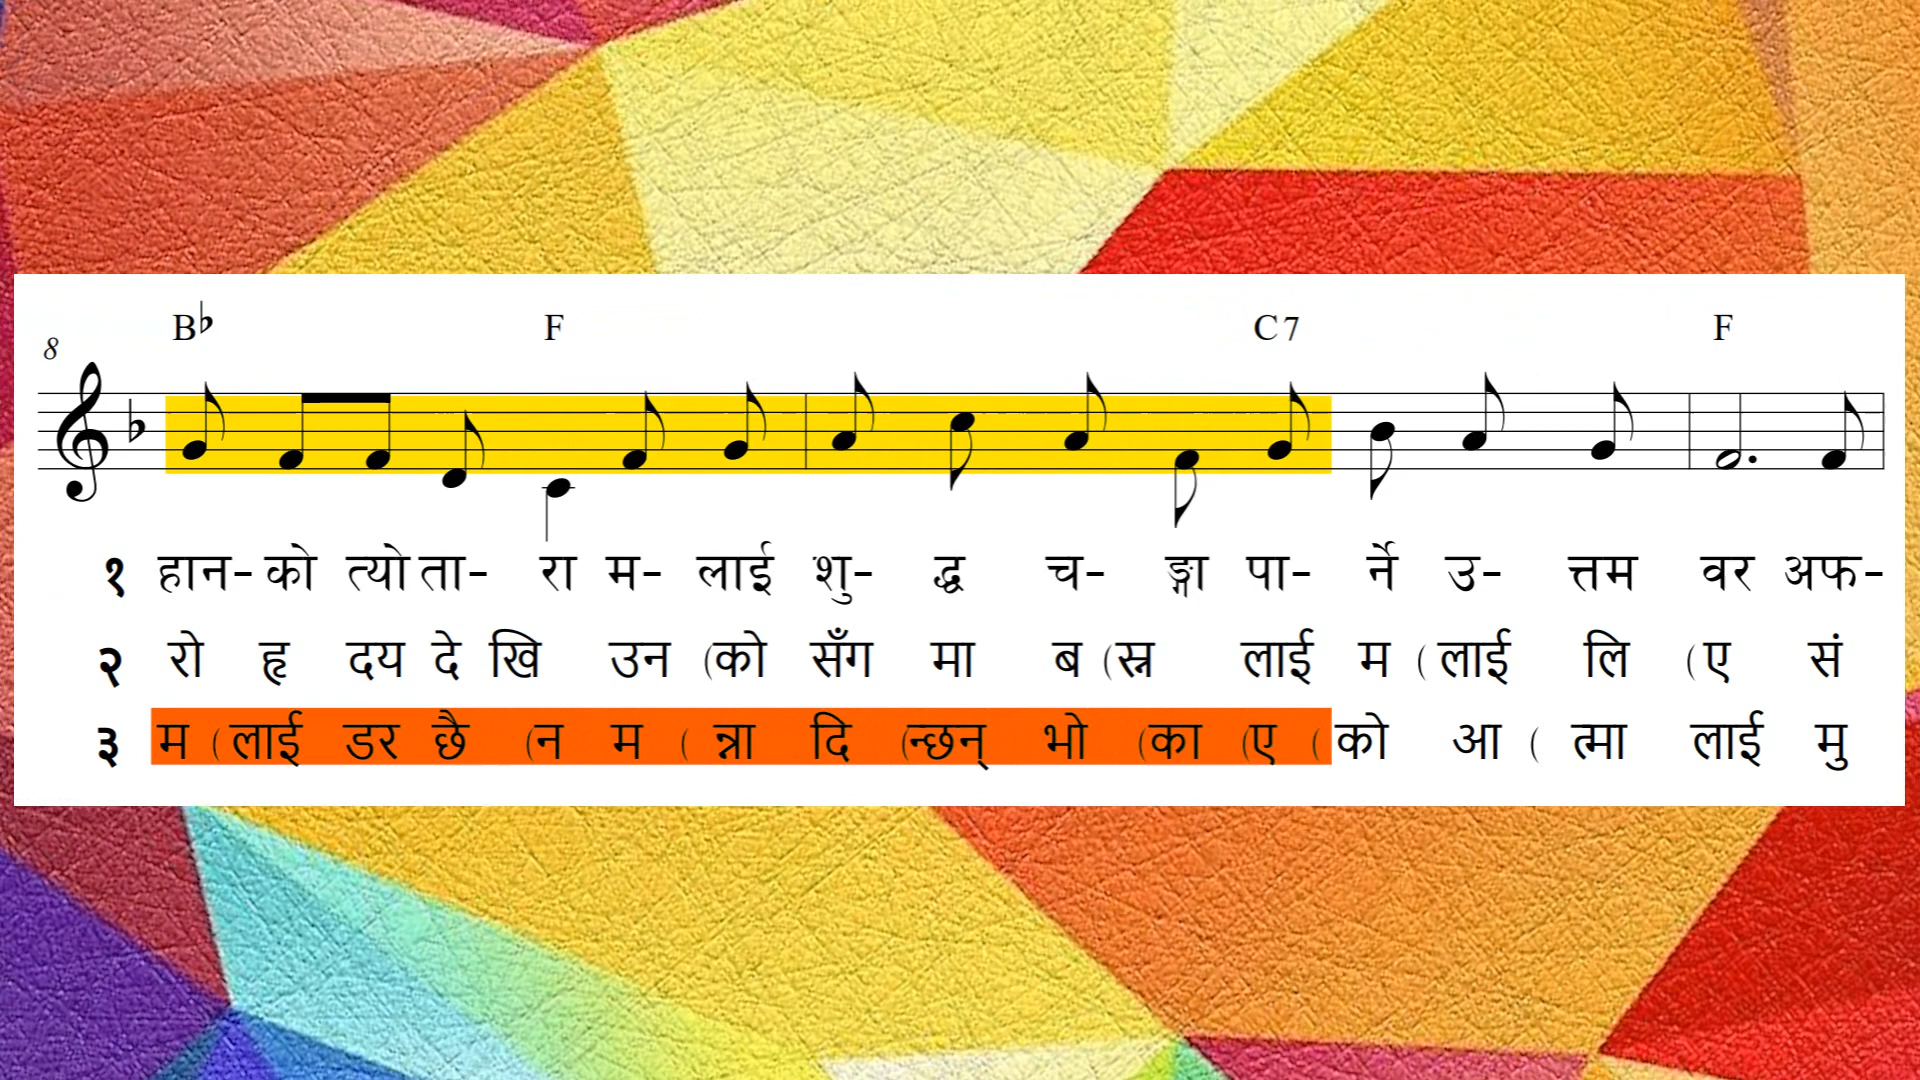 B♭ F C7 F
8
१ हान- को त्यो ता- रा म- लाई शु- द्ध च- ङ्गा पा- र्ने उ- त्तम वर अफ-
२ रो हृ दय दे खि उन (को सँग मा ब (स्न लाई म (लाई लि (ए सं
३ म (लाई डर छै (न म (न्ना दि (न्छन् भो (का (ए (को आ (त्मा लाई मु